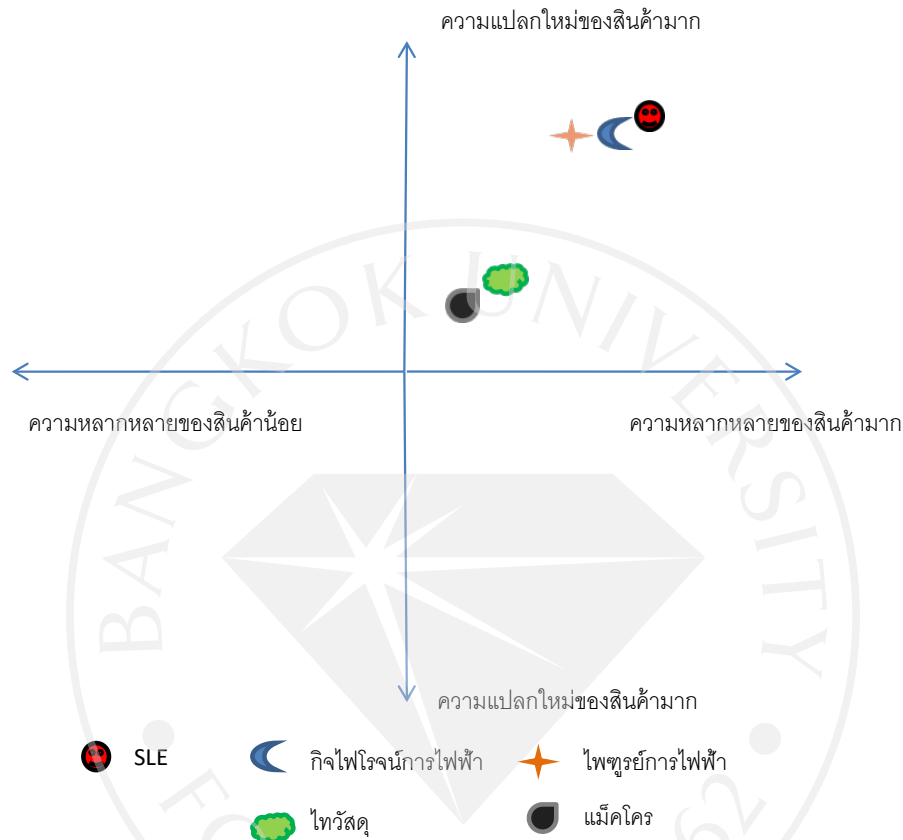 ความแปลกใหม่ของสินค้ามาก
ความหลากหลายของสินค้าน้อย
ความหลากหลายของสินค้ามาก
ความแปลกใหม่ของสินค้ามาก
SLE
กิจไฟโรจน์การไฟฟ้า
ไพฑูรย์การไฟฟ้า
ไทวัสดุ
แม็คโคร
BANGKOK UNIVERSITY